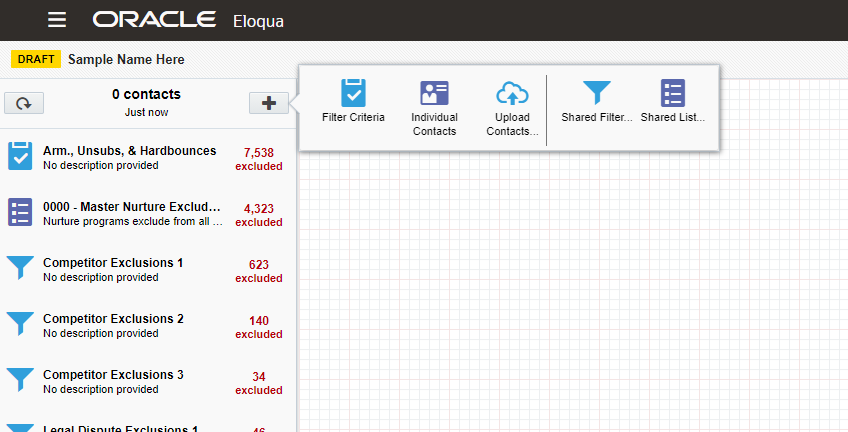 ORACLE Eloqua
DRAFT Sample Name Here
0 contacts
Just now
Filter Criteria
Individual
Contacts
Upload
Contacts...
Shared Filter...
Shared List...
Arm., Unsubs, & Hardbounces
No description provided
7,538
excluded
0000 - Master Nurture Exclud...
Nurture programs exclude from all ...
4,323
excluded
Competitor Exclusions 1
No description provided
623
excluded
Competitor Exclusions 2
No description provided
140
excluded
Competitor Exclusions 3
No description provided
34
excluded
Legal Dispute Exclusions 1
46